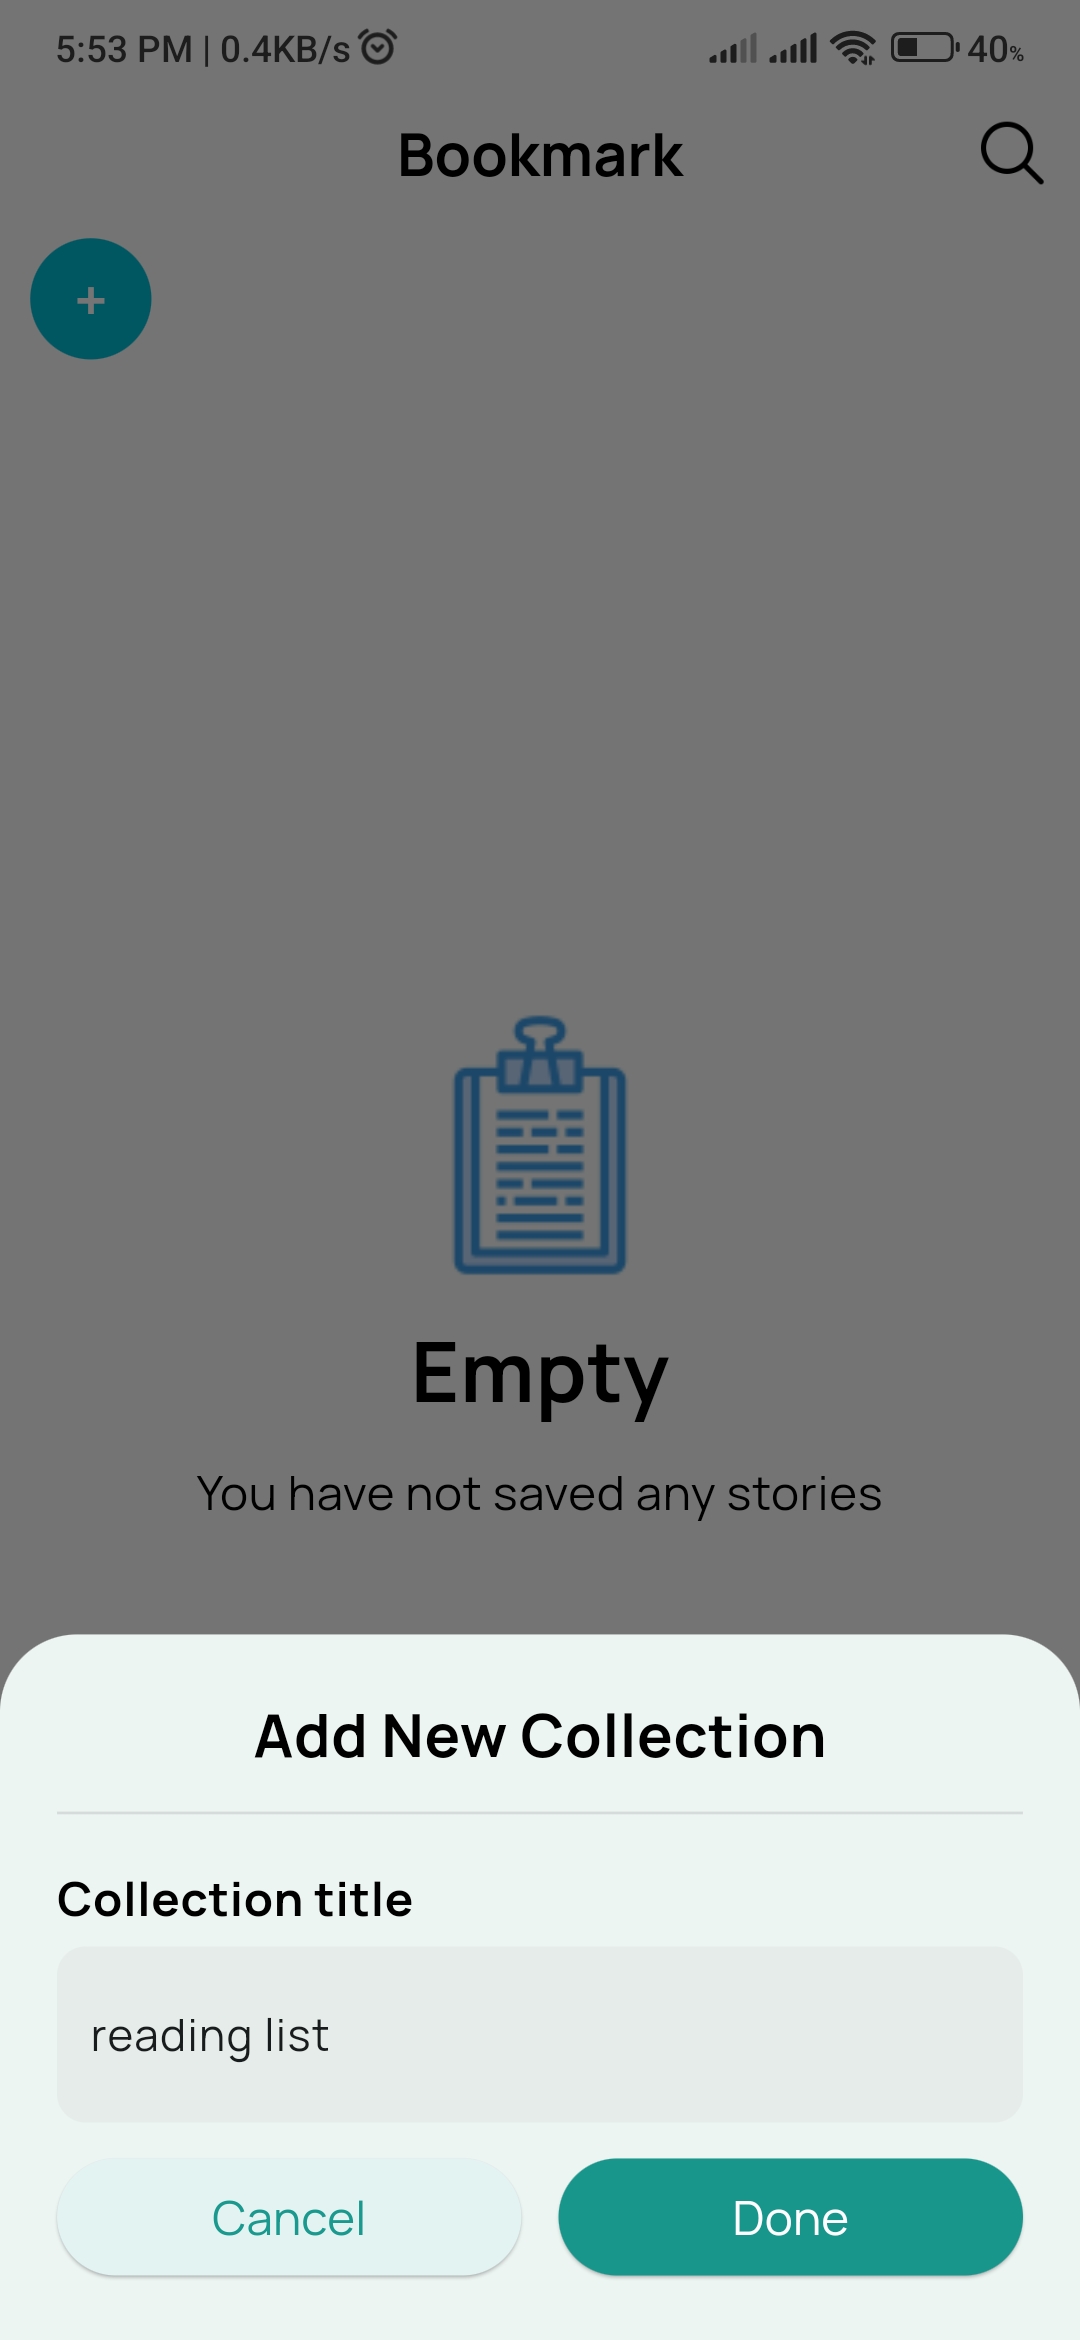 5:53 PM | 0.4KB/s 40%
Bookmark
+
Empty
You have not saved any stories
Add New Collection
Collection title
reading list
Cancel Done